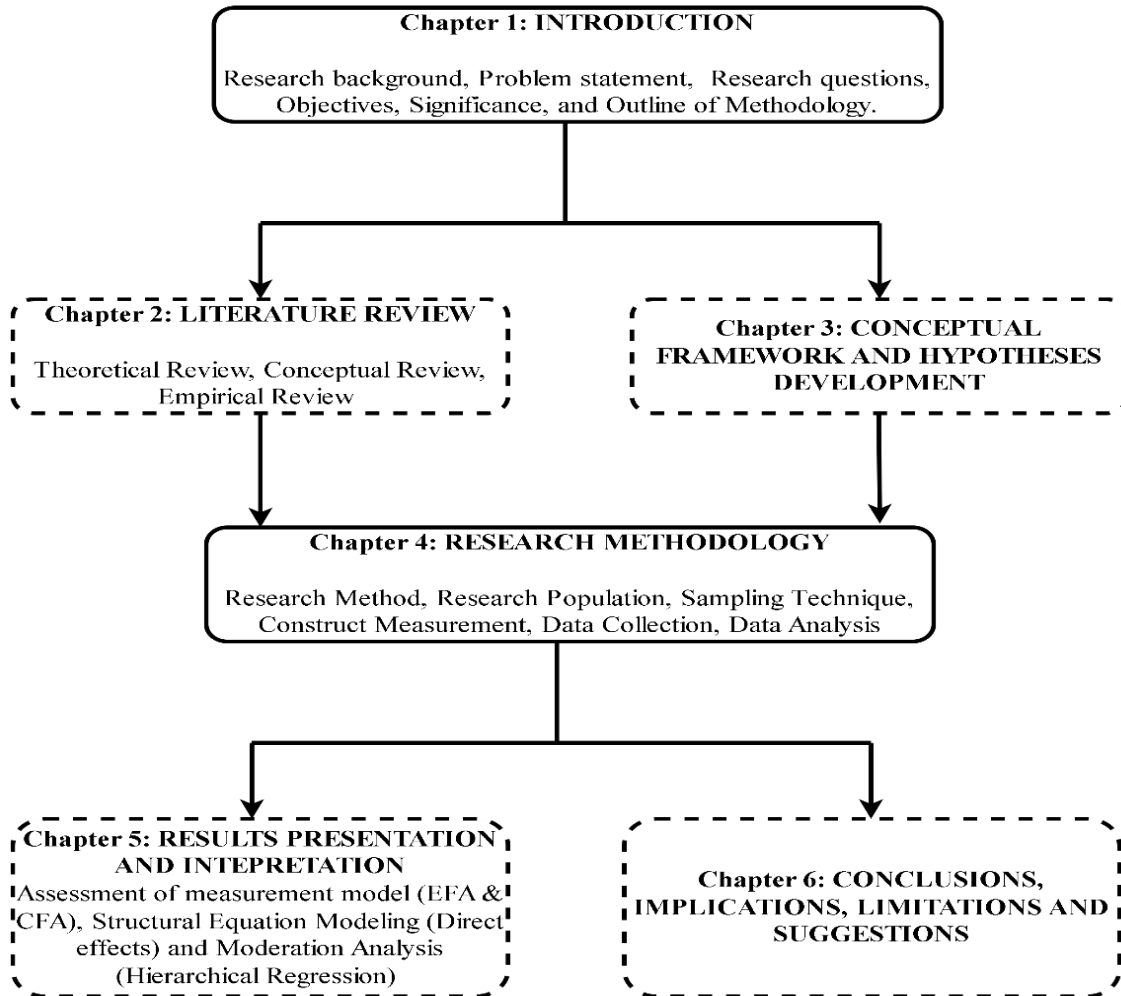 Chapter 1: INTRODUCTION
Research background, Problem statement, Research questions,
Objectives, Significance, and Outline of Methodology.
Chapter 2: LITERATURE REVIEW
Theoretical Review, Conceptual Review,
Empirical Review
Chapter 3: CONCEPTUAL
FRAMEWORK AND HYPOTHESES
DEVELOPMENT
Chapter 4: RESEARCH METHODOLOGY
Research Method, Research Population, Sampling Technique,
Construct Measurement, Data Collection, Data Analysis
Chapter 5: RESULTS PRESENTATION
AND INTEPRETATION
Assessment of measurement model (EFA &
CFA), Structural Equation Modeling (Direct
effects) and Moderation Analysis
(Hierarchical Regression)
Chapter 6: CONCLUSIONS,
IMPLICATIONS, LIMITATIONS AND
SUGGESTIONS